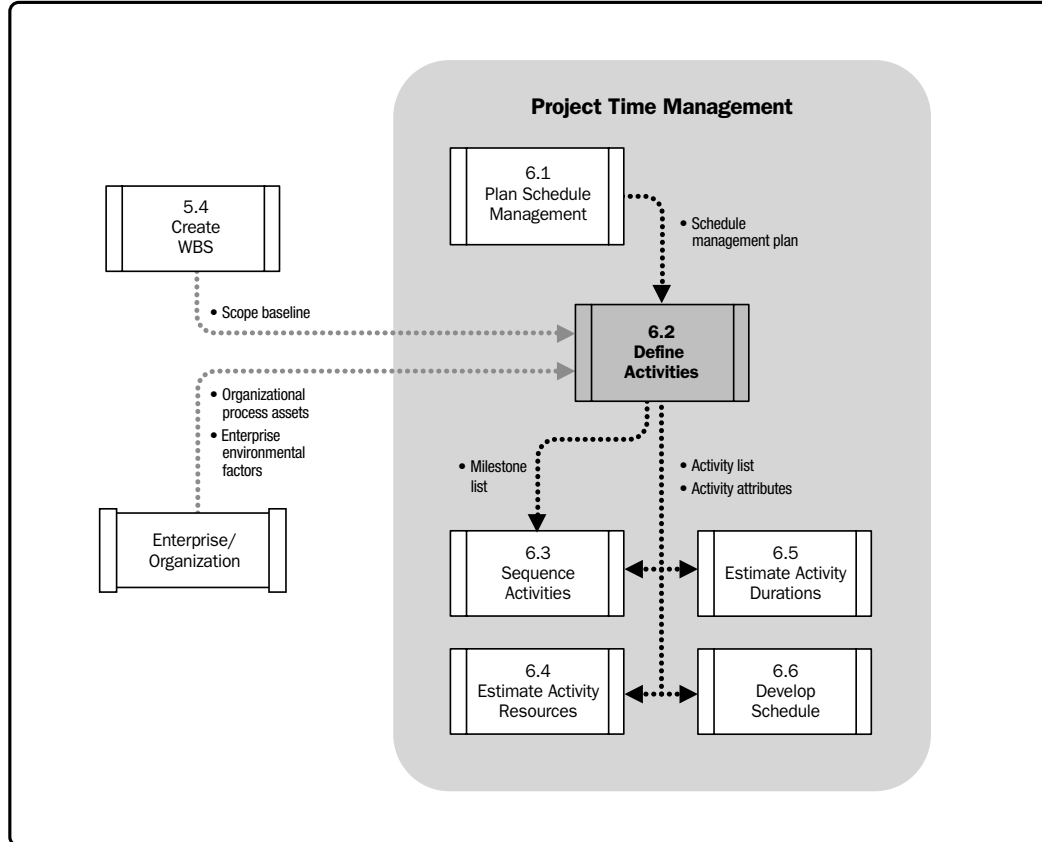 Project Time Management
6.1
Plan Schedule
Management
5.4
Create
WBS
• Schedule
management plan
• Scope baseline
6.2
Define
Activities
• Organizational
process assets
• Enterprise
environmental
factors
• Milestone
list
• Activity list
• Activity attributes
Enterprise/
Organization
6.3
Sequence
Activities
6.5
Estimate Activity
Durations
6.4
Estimate Activity
Resources
6.6
Develop
Schedule